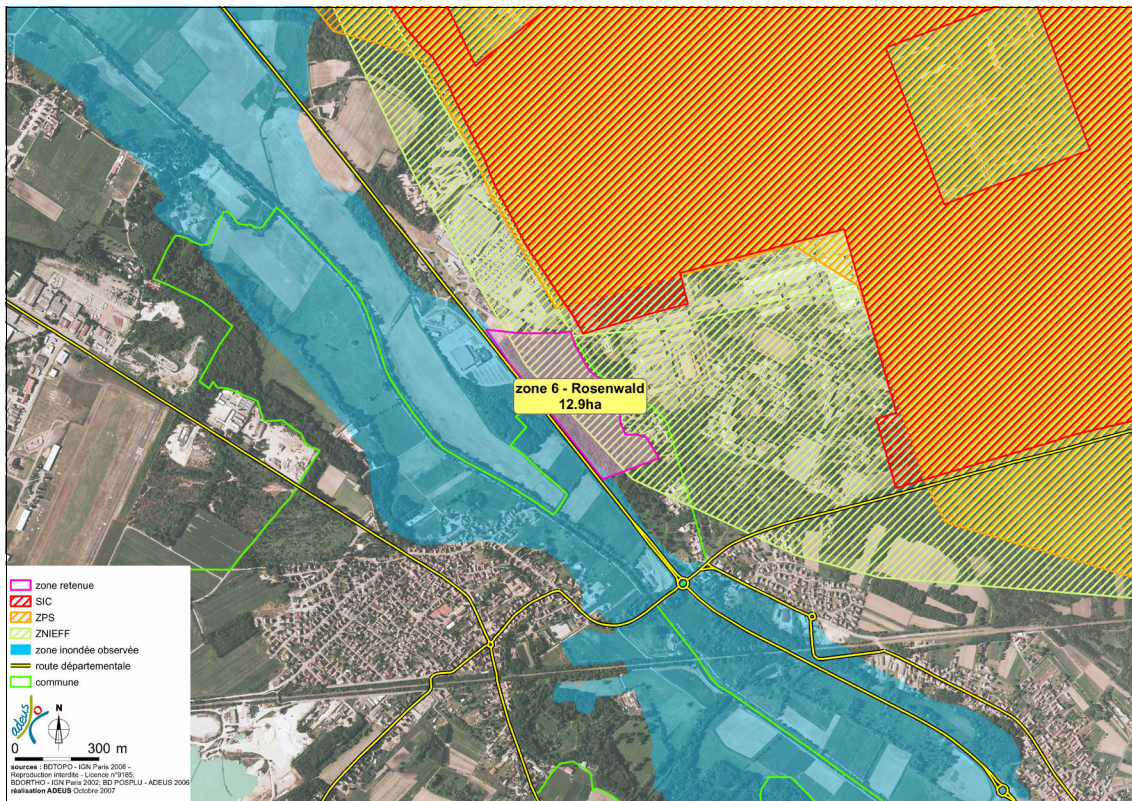 zone 6 - Rosenwald
12.9ha
zone retenue
SIC
ZPS
ZNIEFF
zone inondée observée
route départementale
commune
adeus
N
0 300 m
sources : BDTOPO - IGN Paris 2006 -
Reproduction interdite - Licence n°9185;
BDORTHO - IGN Paris 2002; BD POSPLU - ADEUS 2006
réalisation ADEUS Octobre 2007